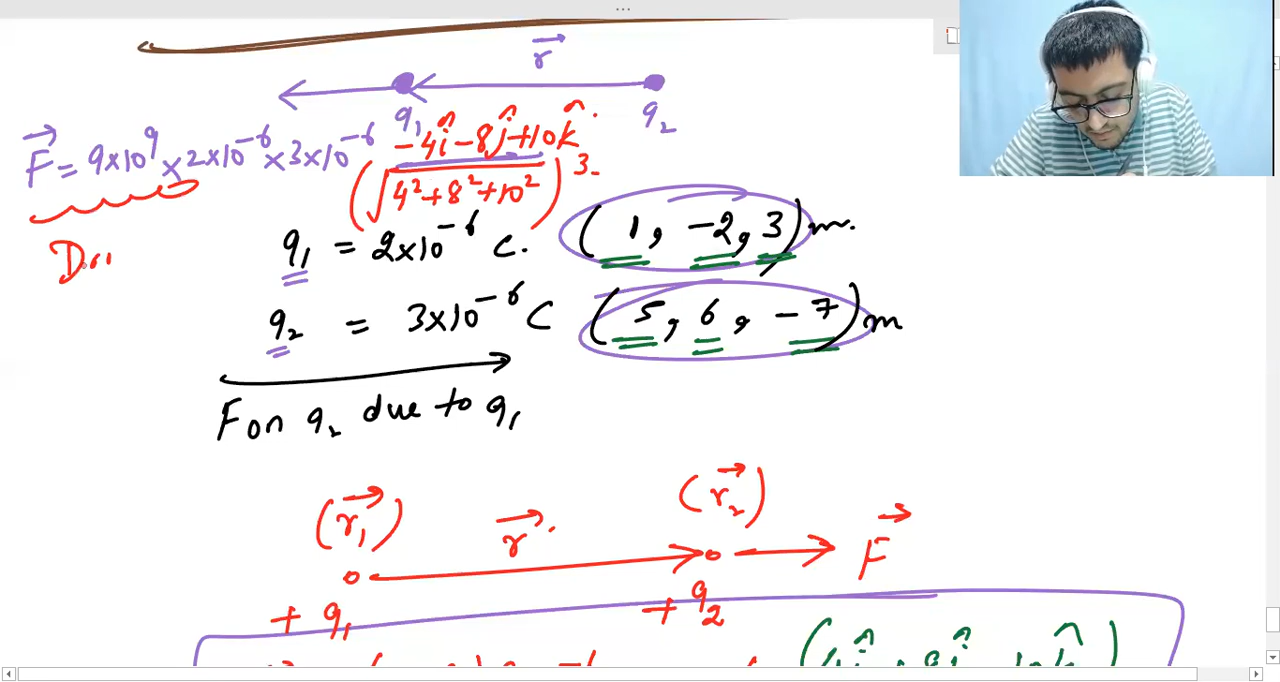 r⃗
q₁ q₂
F⃗ = 9×10⁹ × 2×10⁻⁶ × 3×10⁻⁶ (-4î - 8ĵ + 10k̂) / (√(4² + 8² + 10²))³
q₁ = 2×10⁻⁶ C. (1, -2, 3) m.
q₂ = 3×10⁻⁶ C (5, 6, -7) m
F on q₂ due to q₁
(r⃗₁) r⃗ (r⃗₂) F⃗
+ q₁ + q₂